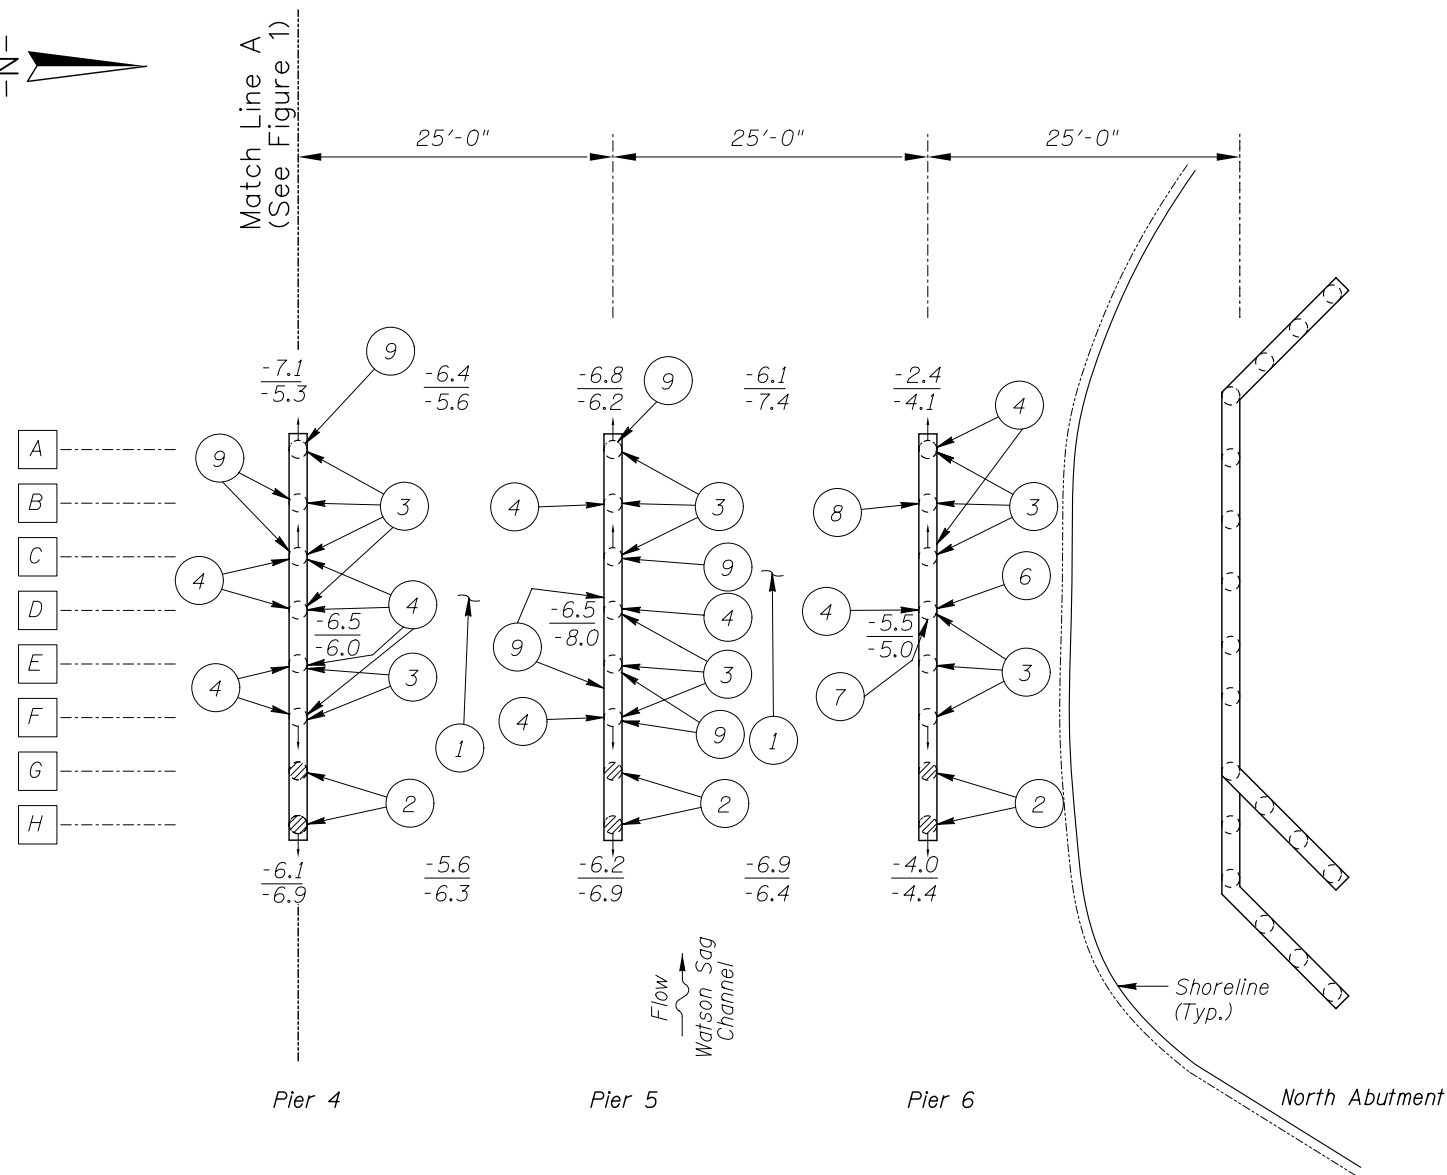 -N-
Match Line A
(See Figure 1)
25'-0"
25'-0"
25'-0"
9
-7.1
-5.3
-6.4
-5.6
-6.8
-6.2
9
-6.1
-7.4
-2.4
-4.1
4
A
9
B
3
4
3
8
3
C
4
9
6
D
4
-6.5
-6.0
-6.5
-8.0
4
4
-5.5
-5.0
E
4
3
9
3
7
3
F
1
4
9
1
G
H
2
2
2
-6.1
-6.9
-5.6
-6.3
-6.2
-6.9
-6.9
-6.4
-4.0
-4.4
Flow
Watson Sag
Channel
Shoreline
(Typ.)
Pier 4
Pier 5
Pier 6
North Abutment